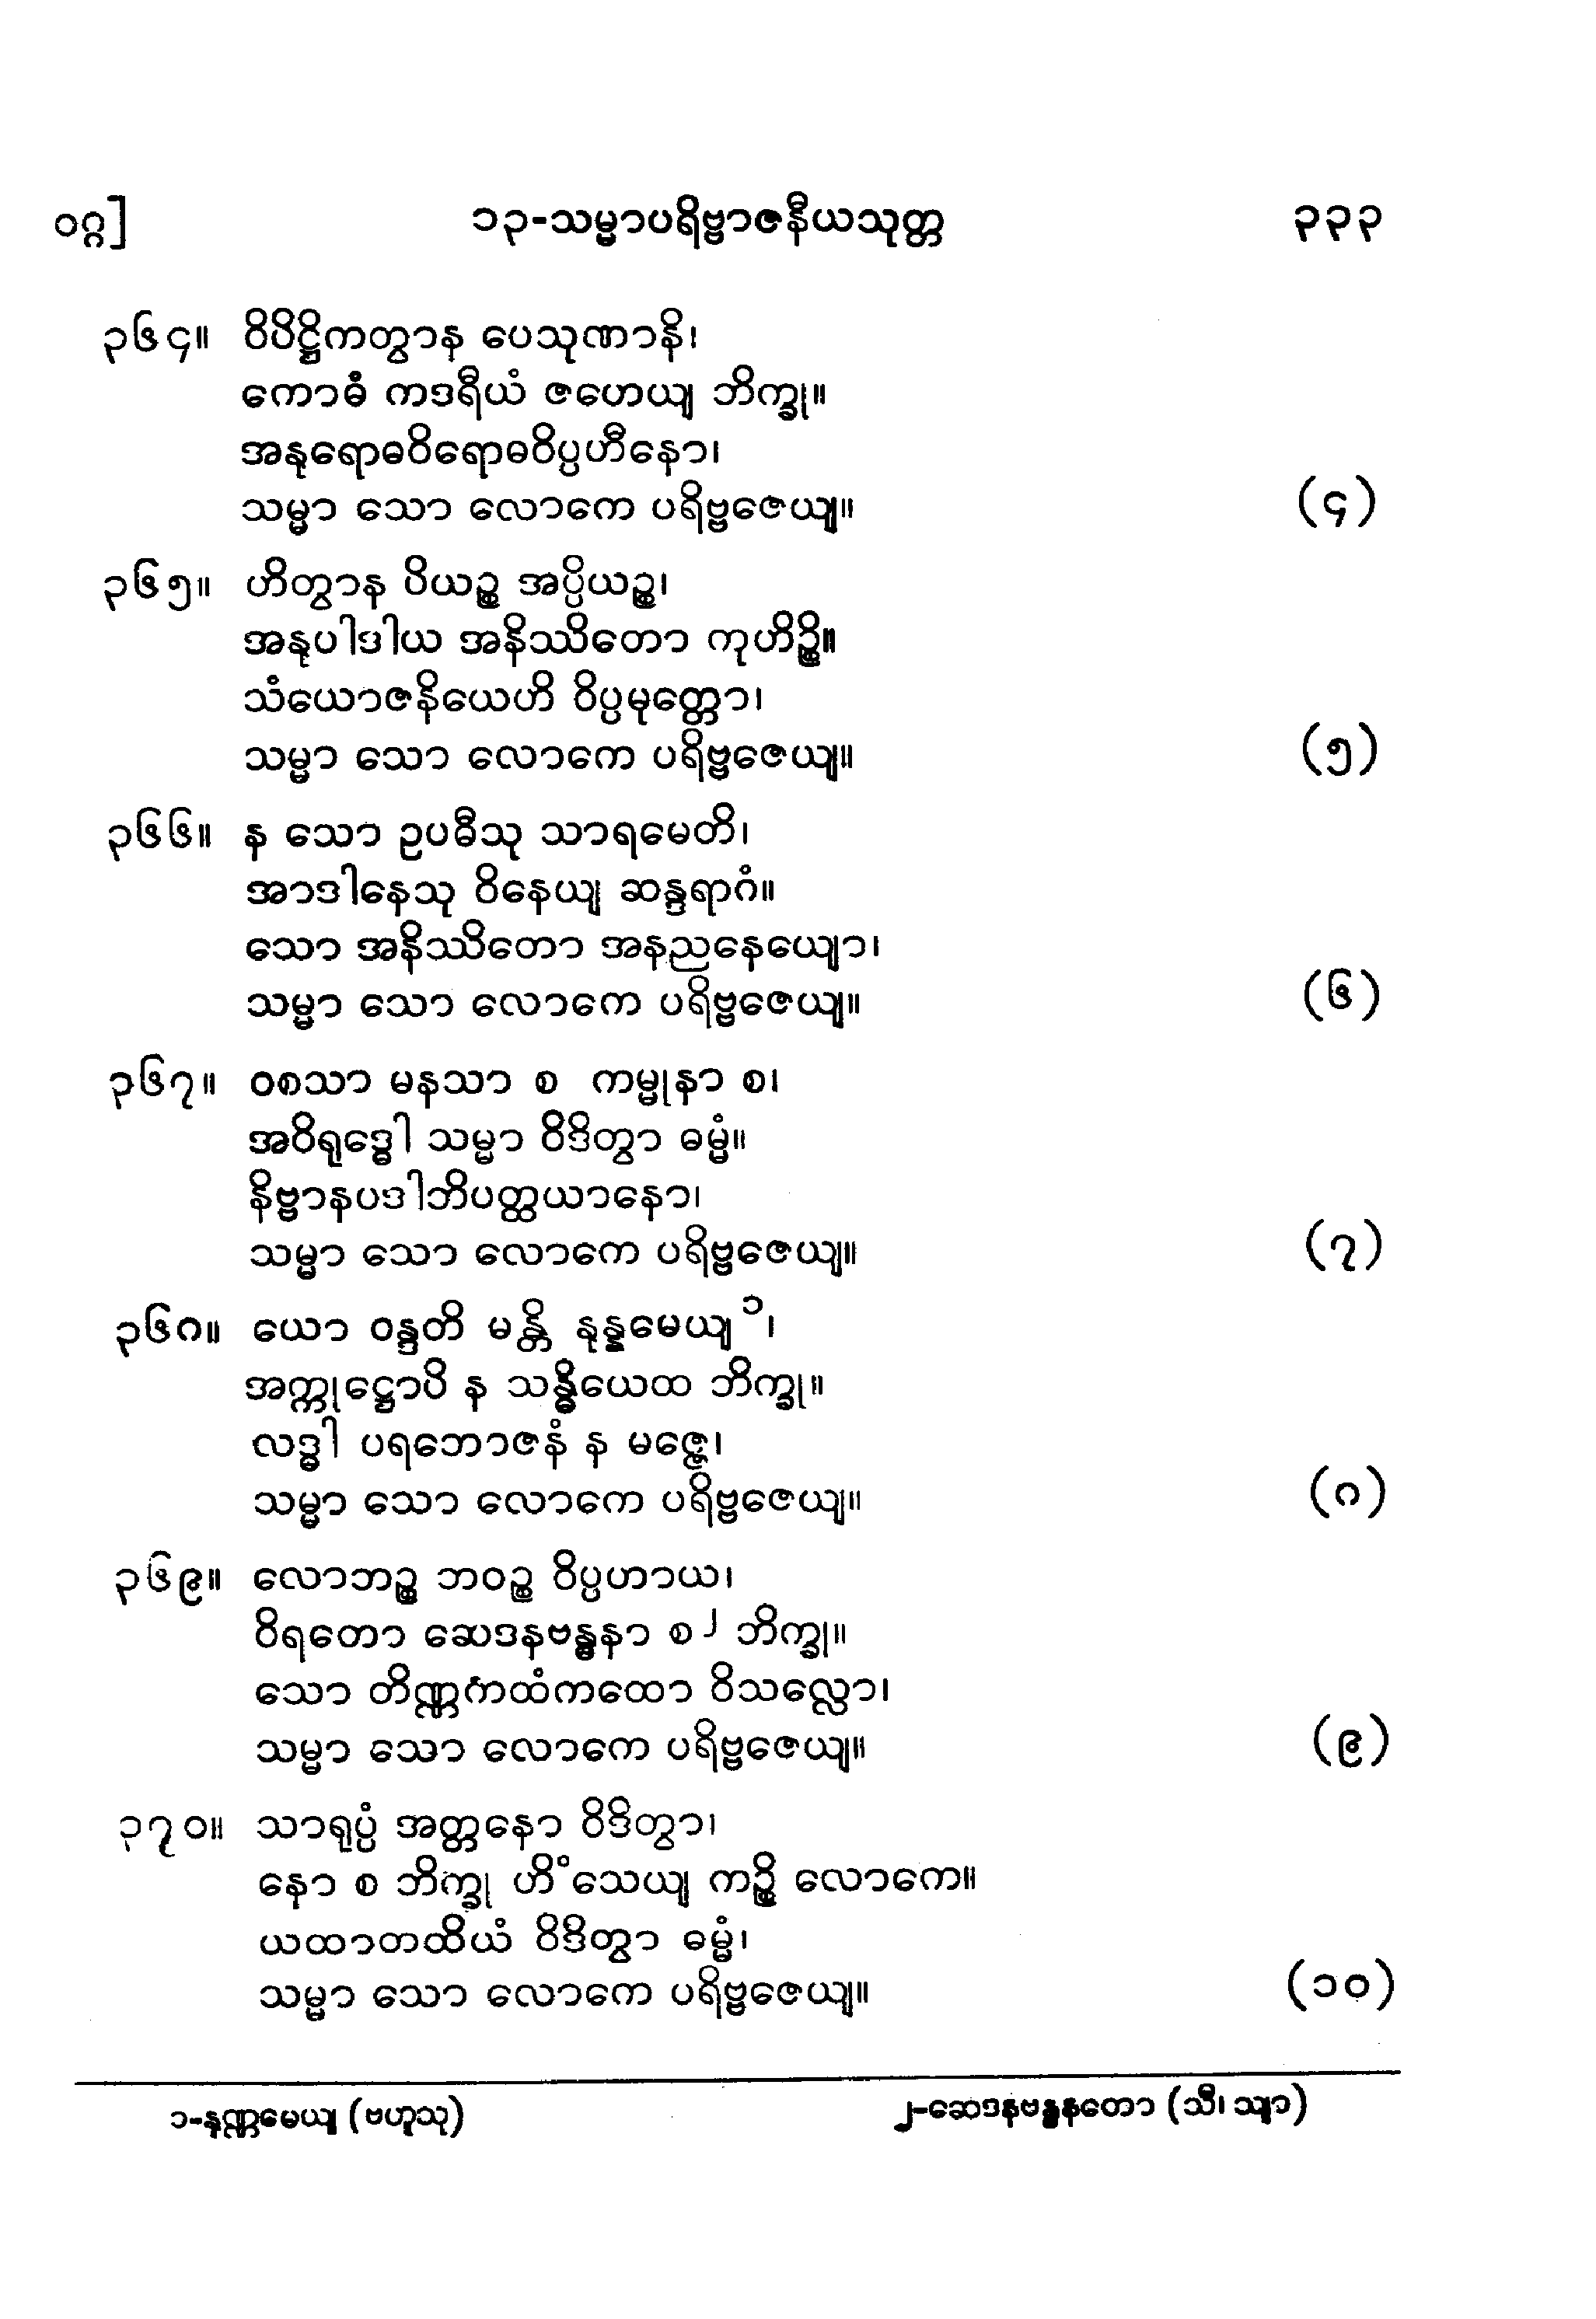 ဝဂ္ဂ] ၁၃-သမ္မာပရိဗ္ဗာဇနီယသုတ္တ ၃၃၃
၃၆၄။ ဝိပိဋ္ဌိကတွာန ပေသုဏာနိ၊
ကောဓံ ကဒရီယံ ဇဟေယျ ဘိက္ခု။
အနုရောဓဝိရောဓဝိပ္ပဟီနော၊
သမ္မာ သော လောကေ ပရိဗ္ဗဇေယျ။ (၄)
၃၆၅။ ဟိတွာန ပိယဉ္စ အပ္ပိယဉ္စ၊
အနုပါဒါယ အနိဿိတော ကုဟိဉ္စိ။
သံယောဇနိယေဟိ ဝိပ္ပမုတ္တော၊
သမ္မာ သော လောကေ ပရိဗ္ဗဇေယျ။ (၅)
၃၆၆။ န သော ဥပဓီသု သာရမေတိ၊
အာဒါနေသု ဝိနေယျ ဆန္ဒရာဂံ။
သော အနိဿိတော အနညနေယျော၊
သမ္မာ သော လောကေ ပရိဗ္ဗဇေယျ။ (၆)
၃၆၇။ ဝစသာ မနသာ စ ကမ္မုနာ စ၊
အဝိရုဒ္ဓေါ သမ္မာ ဝိဒိတွာ ဓမ္မံ။
နိဗ္ဗာနပဒါဘိပတ္ထယာနော၊
သမ္မာ သော လောကေ ပရိဗ္ဗဇေယျ။ (၇)
၃၆၈။ ယော ဝန္ဒတိ မန္တိ နုန္နမေယျ၁၊
အက္ကုဋ္ဌောပိ န သန္ဓိယေထ ဘိက္ခု။
လဒ္ဓါ ပရဘောဇနံ န မဇ္ဇေ၊
သမ္မာ သော လောကေ ပရိဗ္ဗဇေယျ။ (၈)
၃၆၉။ လောဘဉ္စ ဘဝဉ္စ ဝိပ္ပဟာယ၊
ဝိရတော ဆေဒနဗန္ဓနာ စ၂ ဘိက္ခု။
သော တိဏ္ဏကထံကထော ဝိသလ္လော၊
သမ္မာ သော လောကေ ပရိဗ္ဗဇေယျ။ (၉)
၃၇၀။ သာရုပ္ပံ အတ္တနော ဝိဒိတွာ၊
နော စ ဘိက္ခု ဟိံသေယျ ကဉ္စိ လောကေ။
ယထာတထိယံ ဝိဒိတွာ ဓမ္မံ၊
သမ္မာ သော လောကေ ပရိဗ္ဗဇေယျ။ (၁၀)
၁-နုဏ္ဏမေယျ (ဗဟူသု) ၂-ဆေဒနဗန္ဓနတော (သီ၊ သျာ)